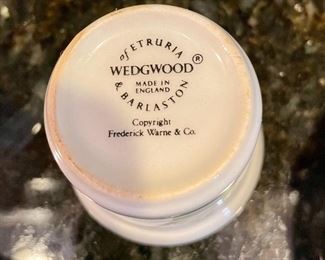 of ETRURIA
WEDGWOOD®
MADE IN
ENGLAND
& BARLASTON
Copyright
Frederick Warne & Co.